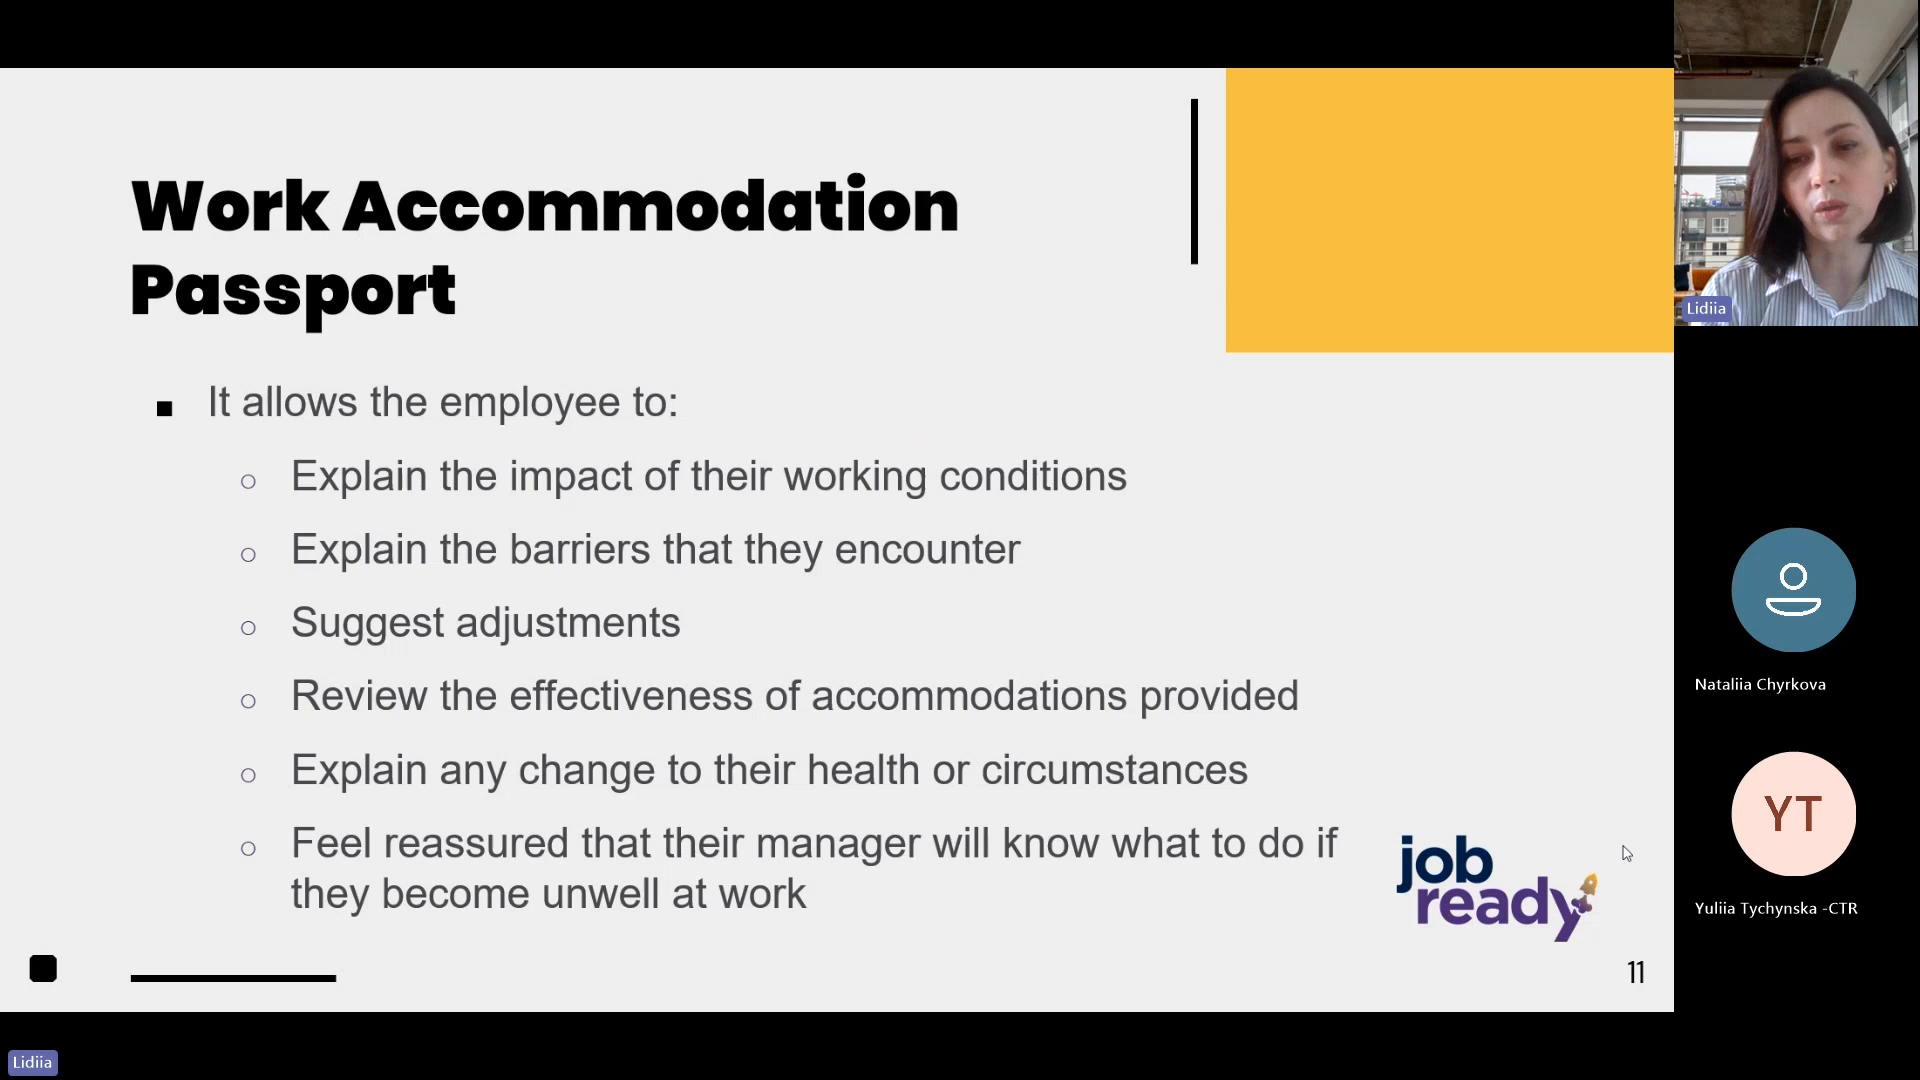 Work Accommodation
Passport
It allows the employee to:
Explain the impact of their working conditions
Explain the barriers that they encounter
Suggest adjustments
Review the effectiveness of accommodations provided
Explain any change to their health or circumstances
Feel reassured that their manager will know what to do if
they become unwell at work
job
ready
11
Lidiia
Nataliia Chyrkova
YT
Yuliia Tychynska -CTR
Lidiia